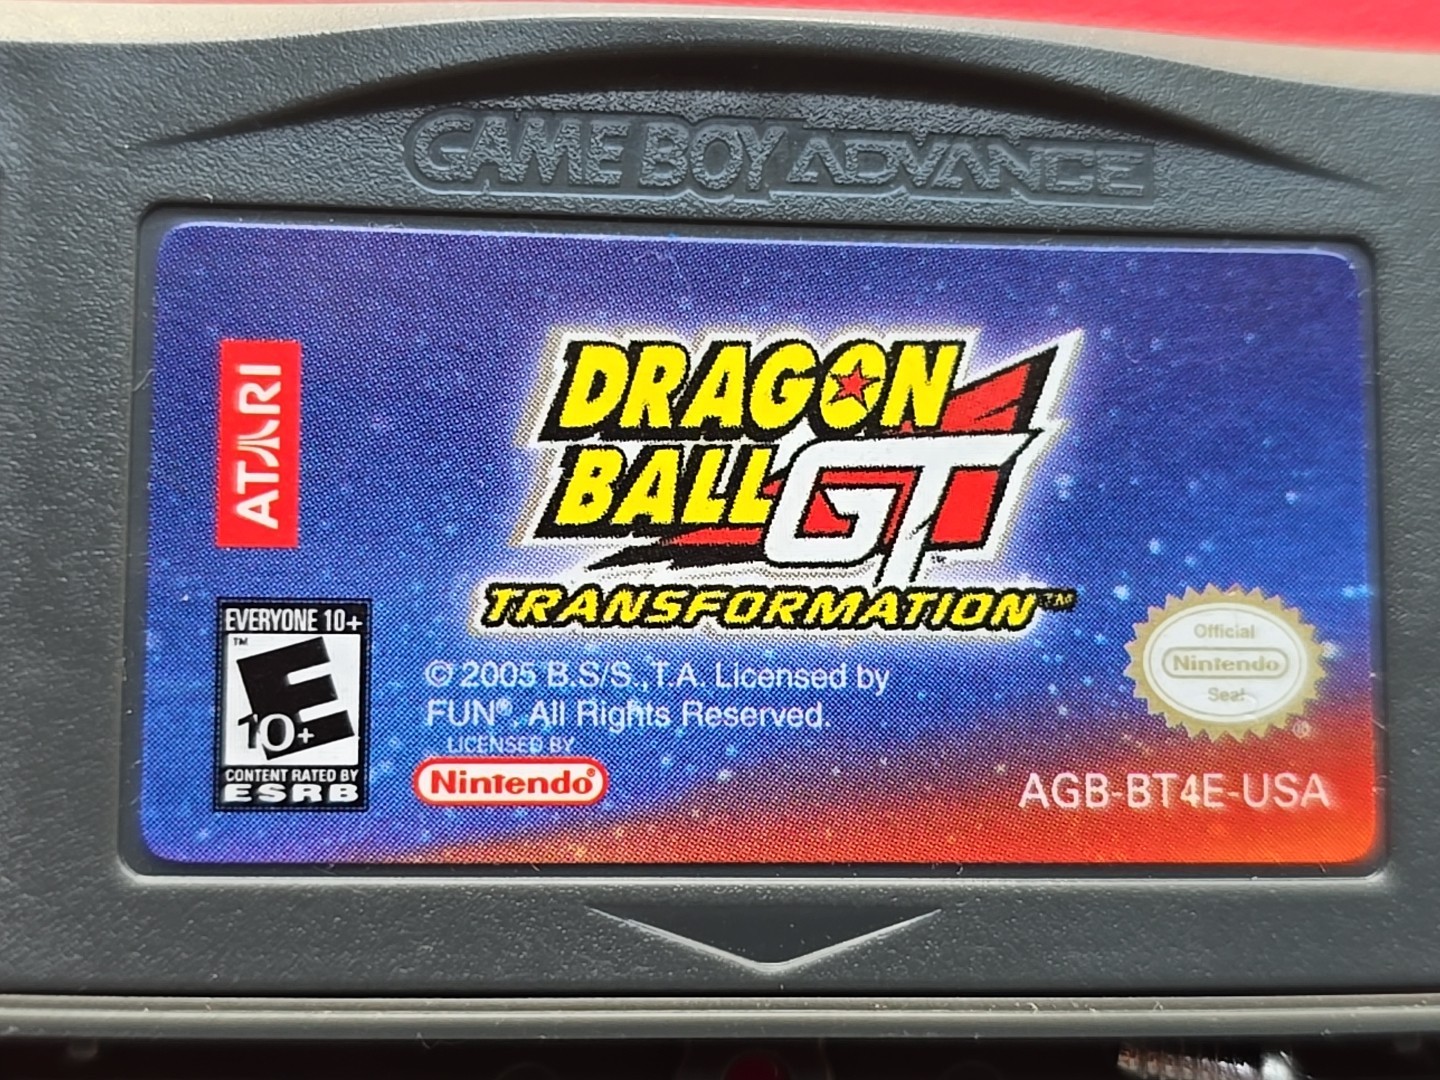 GAME BOY ADVANCE
ATARI
DRAGON
BALL GT
TRANSFORMATION™
EVERYONE 10+
™
E
10+
CONTENT RATED BY
ESRB
© 2005 B.S/S.,T.A. Licensed by
FUN®. All Rights Reserved.
LICENSED BY
Nintendo®
Official
Nintendo
Seal
®
AGB-BT4E-USA